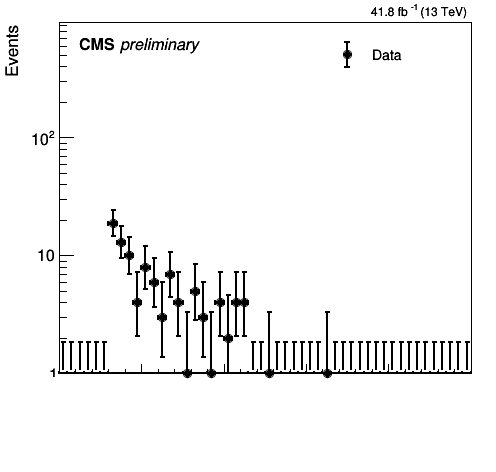 41.8 fb⁻¹ (13 TeV)
CMS preliminary
Data
Events
10²
10
1